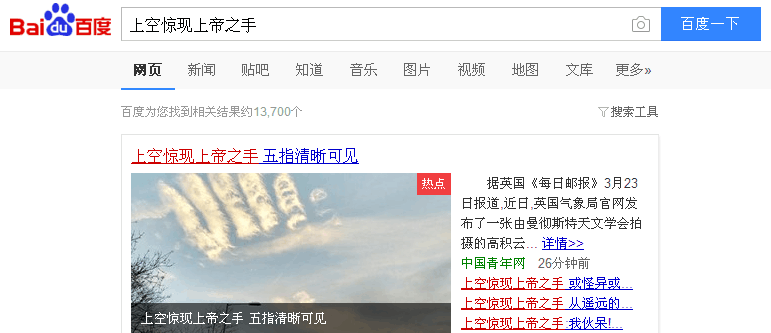 Bai du 百度
上空惊现上帝之手
百度一下
网页 新闻 贴吧 知道 音乐 图片 视频 地图 文库 更多»
百度为您找到相关结果约13,700个
搜索工具
上空惊现上帝之手 五指清晰可见
热点
上空惊现上帝之手 五指清晰可见
据英国《每日邮报》3月23
日报道,近日,英国气象局官网发
布了一张由曼彻斯特天文学会拍
摄的高积云... 详情>>
中国青年网 26分钟前
上空惊现上帝之手 或怪异或...
上空惊现上帝之手 从遥远的...
上空惊现上帝之手:我伙呆!...